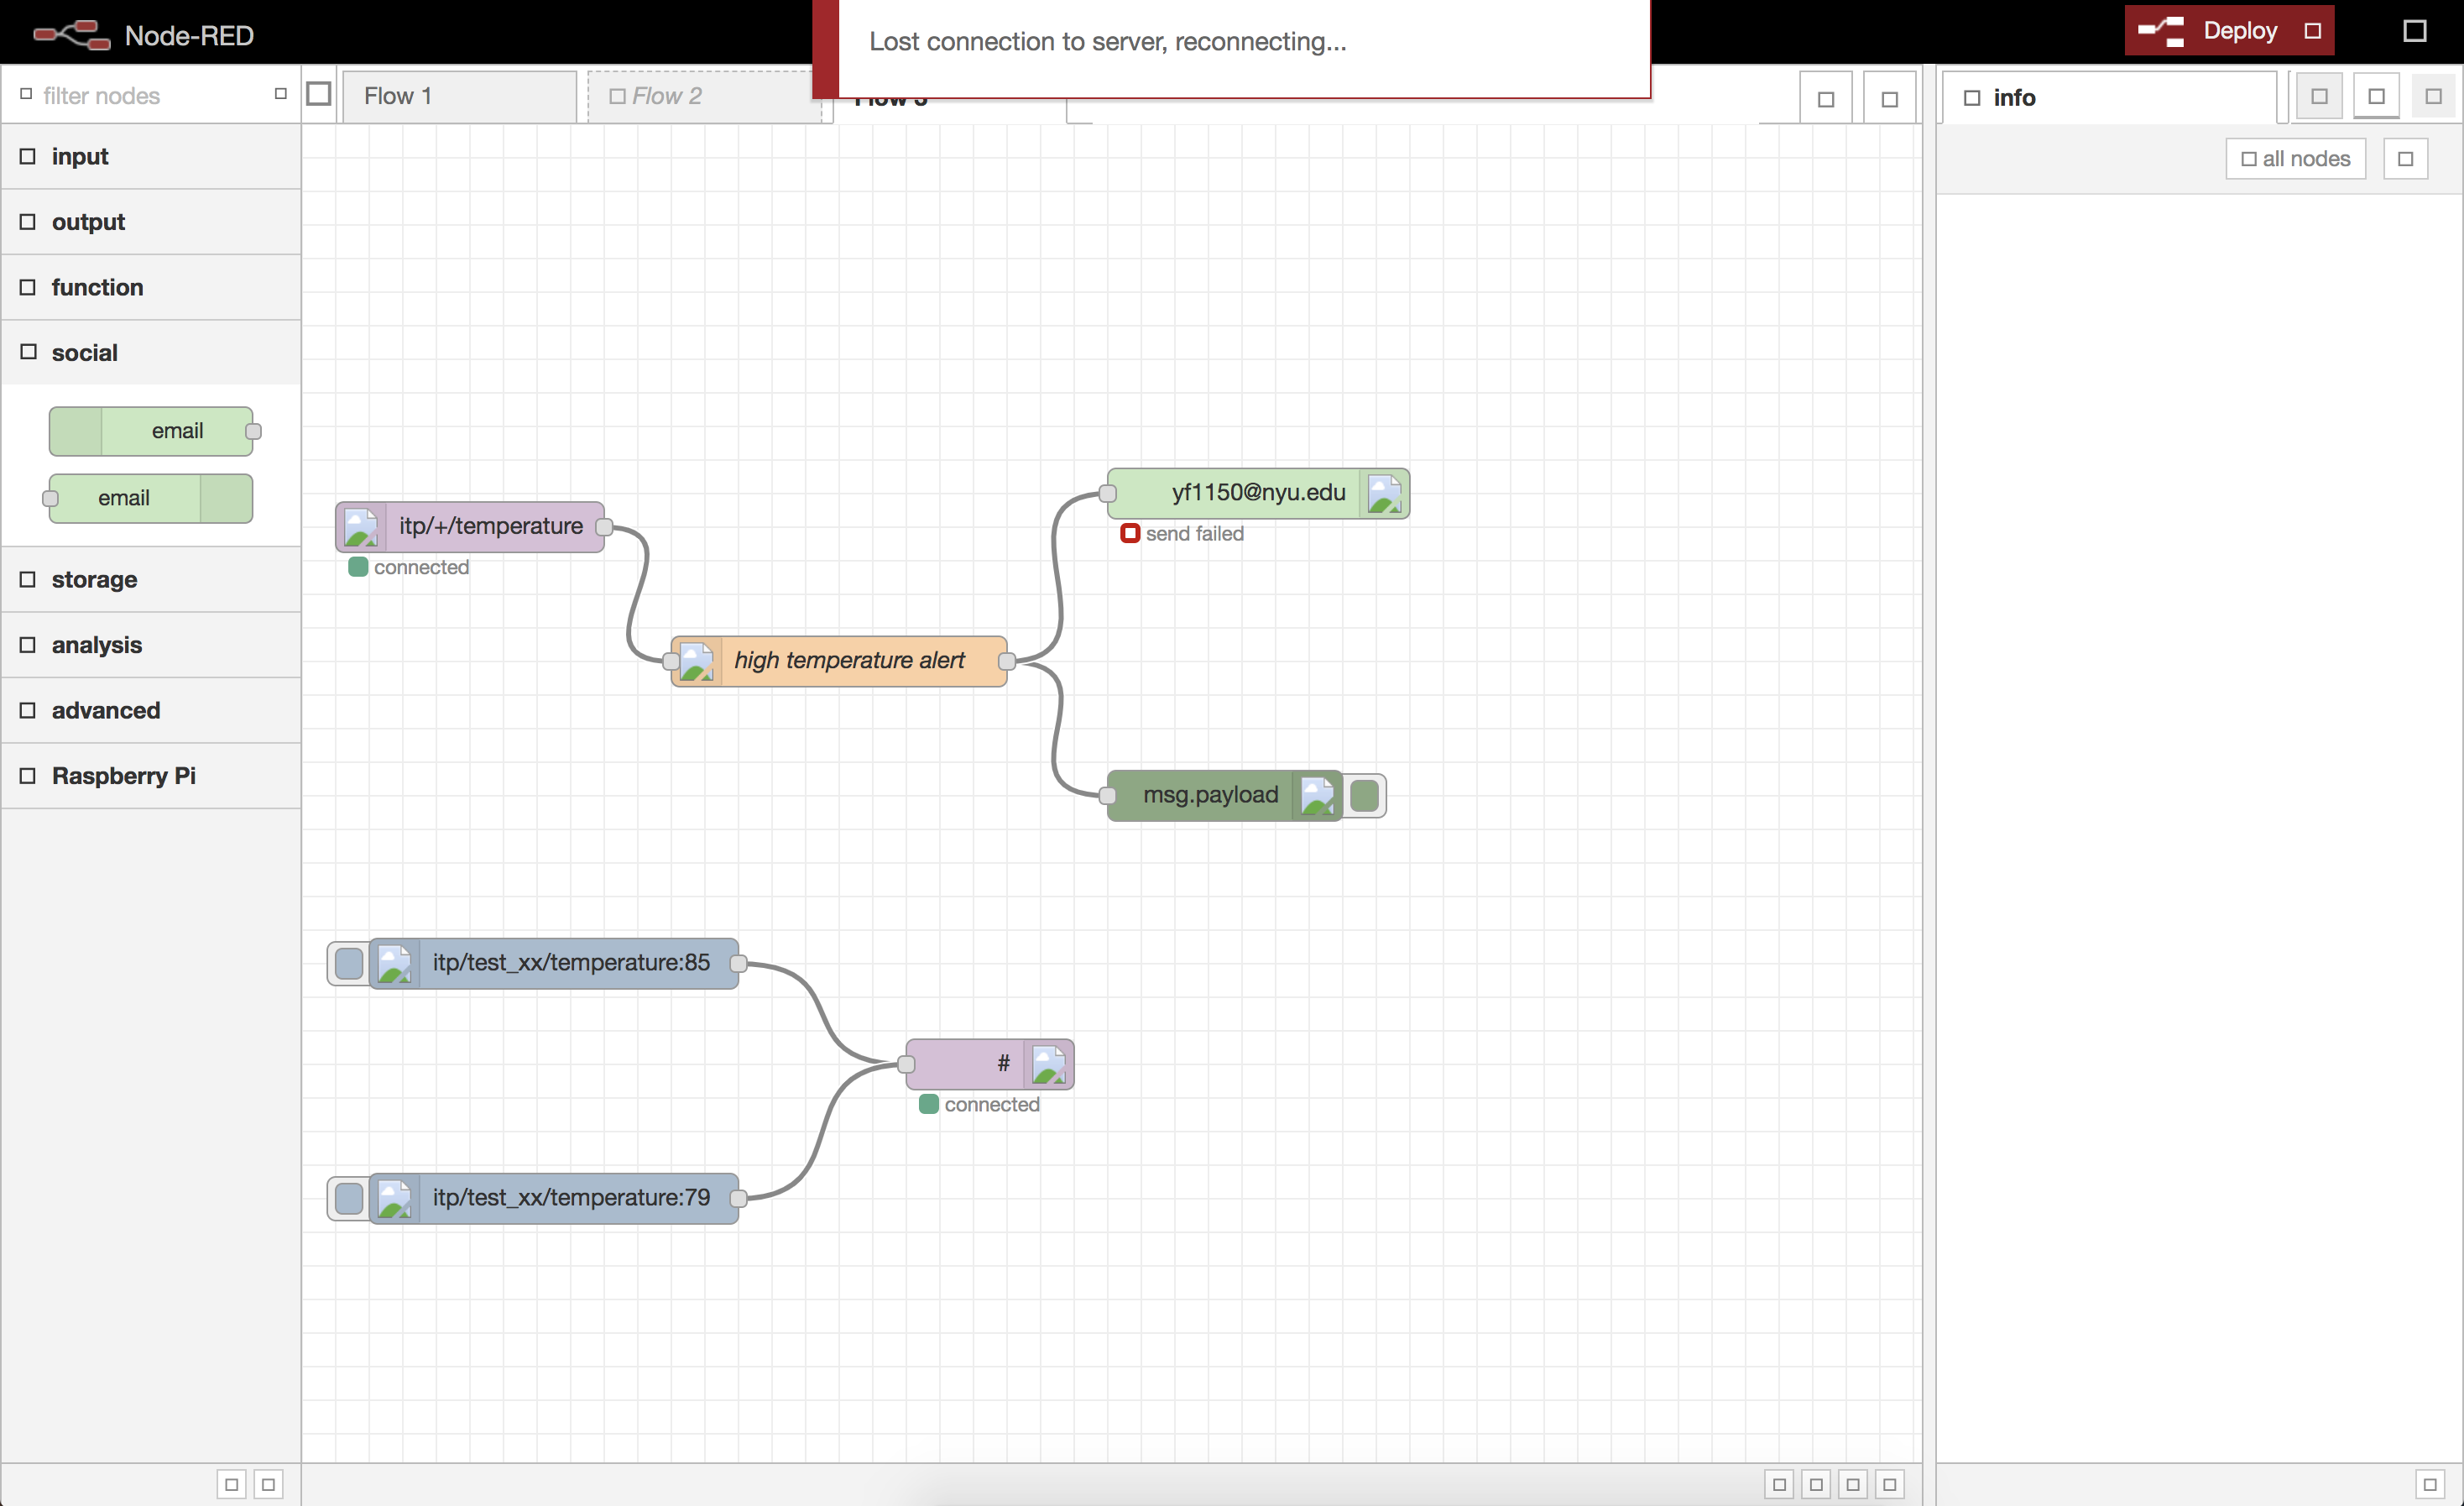 Node-RED
Lost connection to server, reconnecting...
Deploy
filter nodes
Flow 1
Flow 2
Flow 3
info
all nodes
input
output
function
social
email
email
storage
analysis
advanced
Raspberry Pi
itp/+/temperature
connected
yf1150@nyu.edu
send failed
high temperature alert
msg.payload
itp/test_xx/temperature:85
#
connected
itp/test_xx/temperature:79